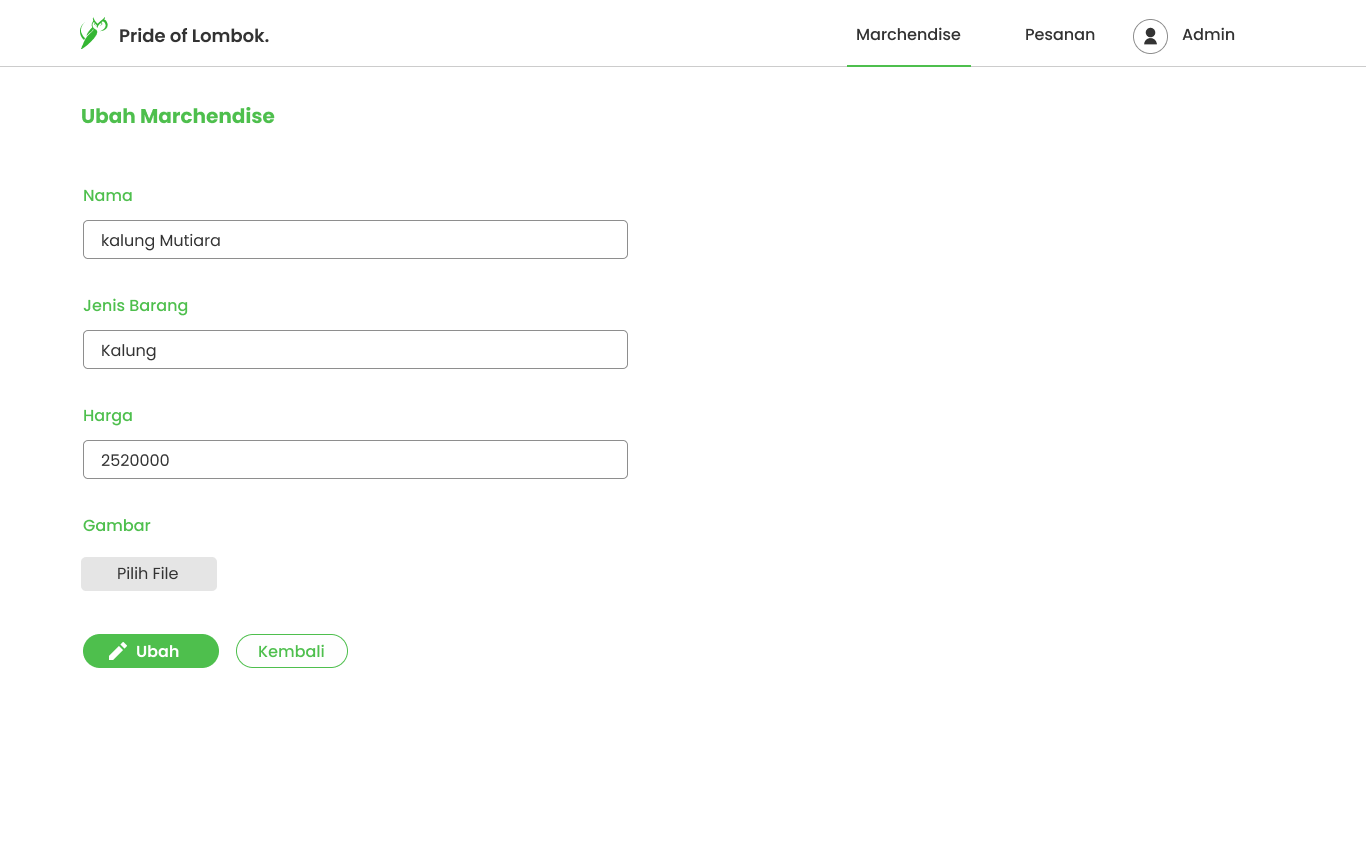 Pride of Lombok.
Marchendise
Pesanan
Admin
Ubah Marchendise
Nama
kalung Mutiara
Jenis Barang
Kalung
Harga
2520000
Gambar
Pilih File
Ubah
Kembali